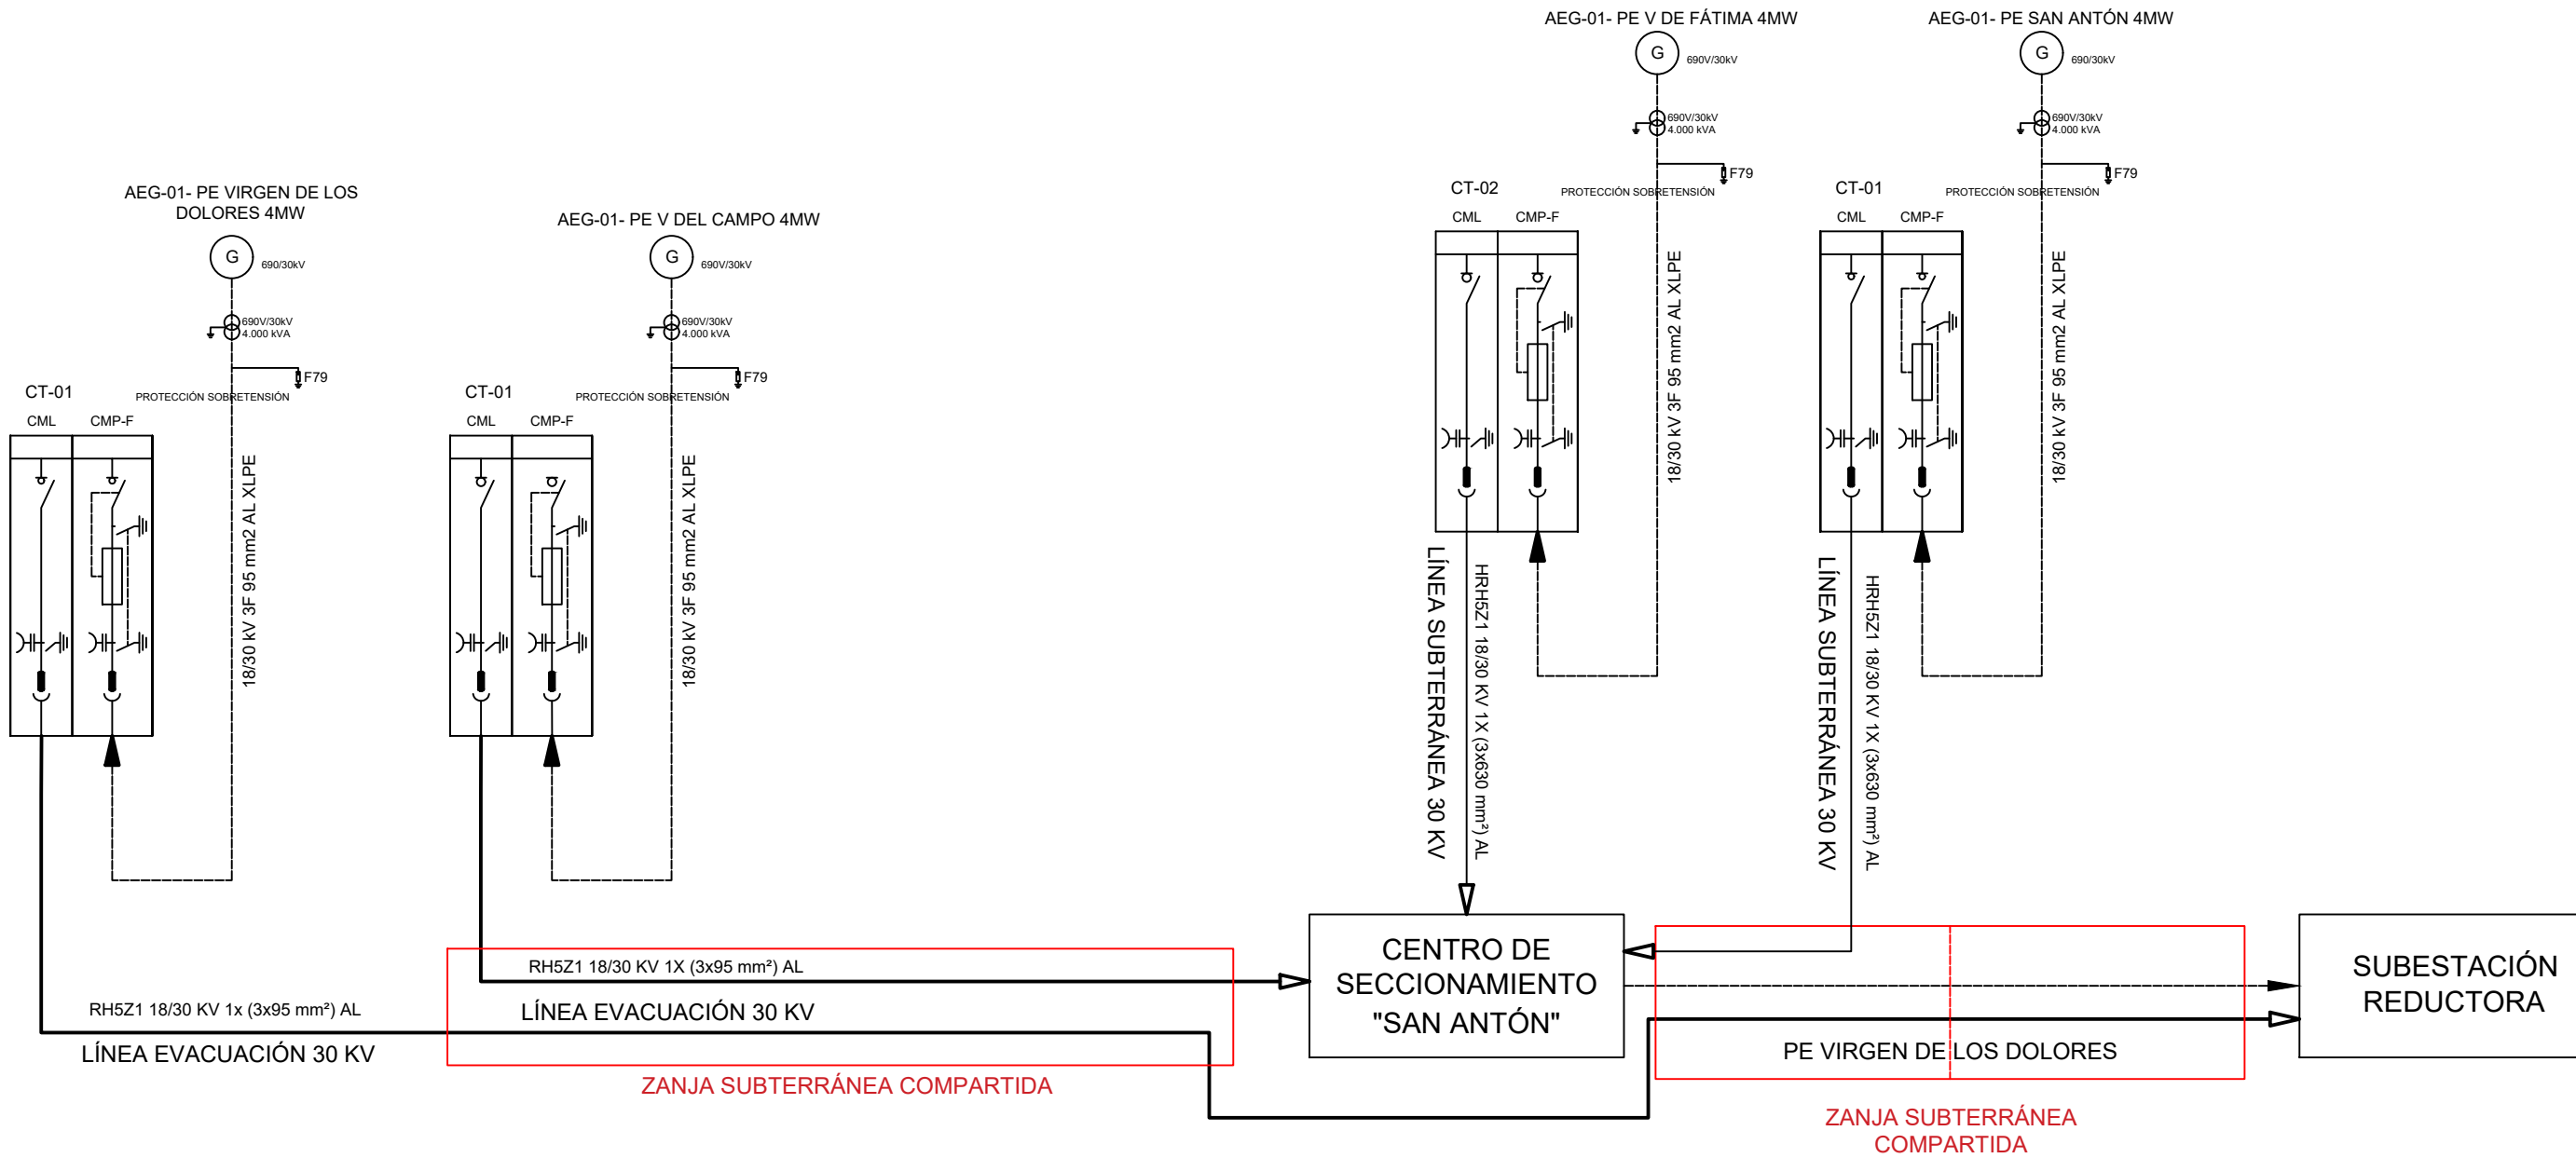 AEG-01- PE V DE FÁTIMA 4MW
G
690V/30kV
690V/30kV
4.000 kVA
F79
PROTECCIÓN SOBRETENSIÓN
CT-02
CML
CMP-F
18/30 kV 3F 95 mm2 AL XLPE
LÍNEA SUBTERRÁNEA 30 KV
HRH5Z1 18/30 KV 1X (3x630 mm²) AL
AEG-01- PE SAN ANTÓN 4MW
G
690/30kV
690V/30kV
4.000 kVA
F79
PROTECCIÓN SOBRETENSIÓN
CT-01
CML
CMP-F
18/30 kV 3F 95 mm2 AL XLPE
LÍNEA SUBTERRÁNEA 30 KV
HRH5Z1 18/30 KV 1X (3x630 mm²) AL
AEG-01- PE VIRGEN DE LOS
DOLORES 4MW
G
690/30kV
690V/30kV
4.000 kVA
F79
PROTECCIÓN SOBRETENSIÓN
CT-01
CML
CMP-F
18/30 kV 3F 95 mm2 AL XLPE
AEG-01- PE V DEL CAMPO 4MW
G
690V/30kV
690V/30kV
4.000 kVA
F79
PROTECCIÓN SOBRETENSIÓN
CT-01
CML
CMP-F
18/30 kV 3F 95 mm2 AL XLPE
RH5Z1 18/30 KV 1x (3x95 mm²) AL
LÍNEA EVACUACIÓN 30 KV
RH5Z1 18/30 KV 1X (3x95 mm²) AL
LÍNEA EVACUACIÓN 30 KV
ZANJA SUBTERRÁNEA COMPARTIDA
CENTRO DE
SECCIONAMIENTO
"SAN ANTÓN"
PE VIRGEN DE LOS DOLORES
ZANJA SUBTERRÁNEA
COMPARTIDA
SUBESTACIÓN
REDUCTORA